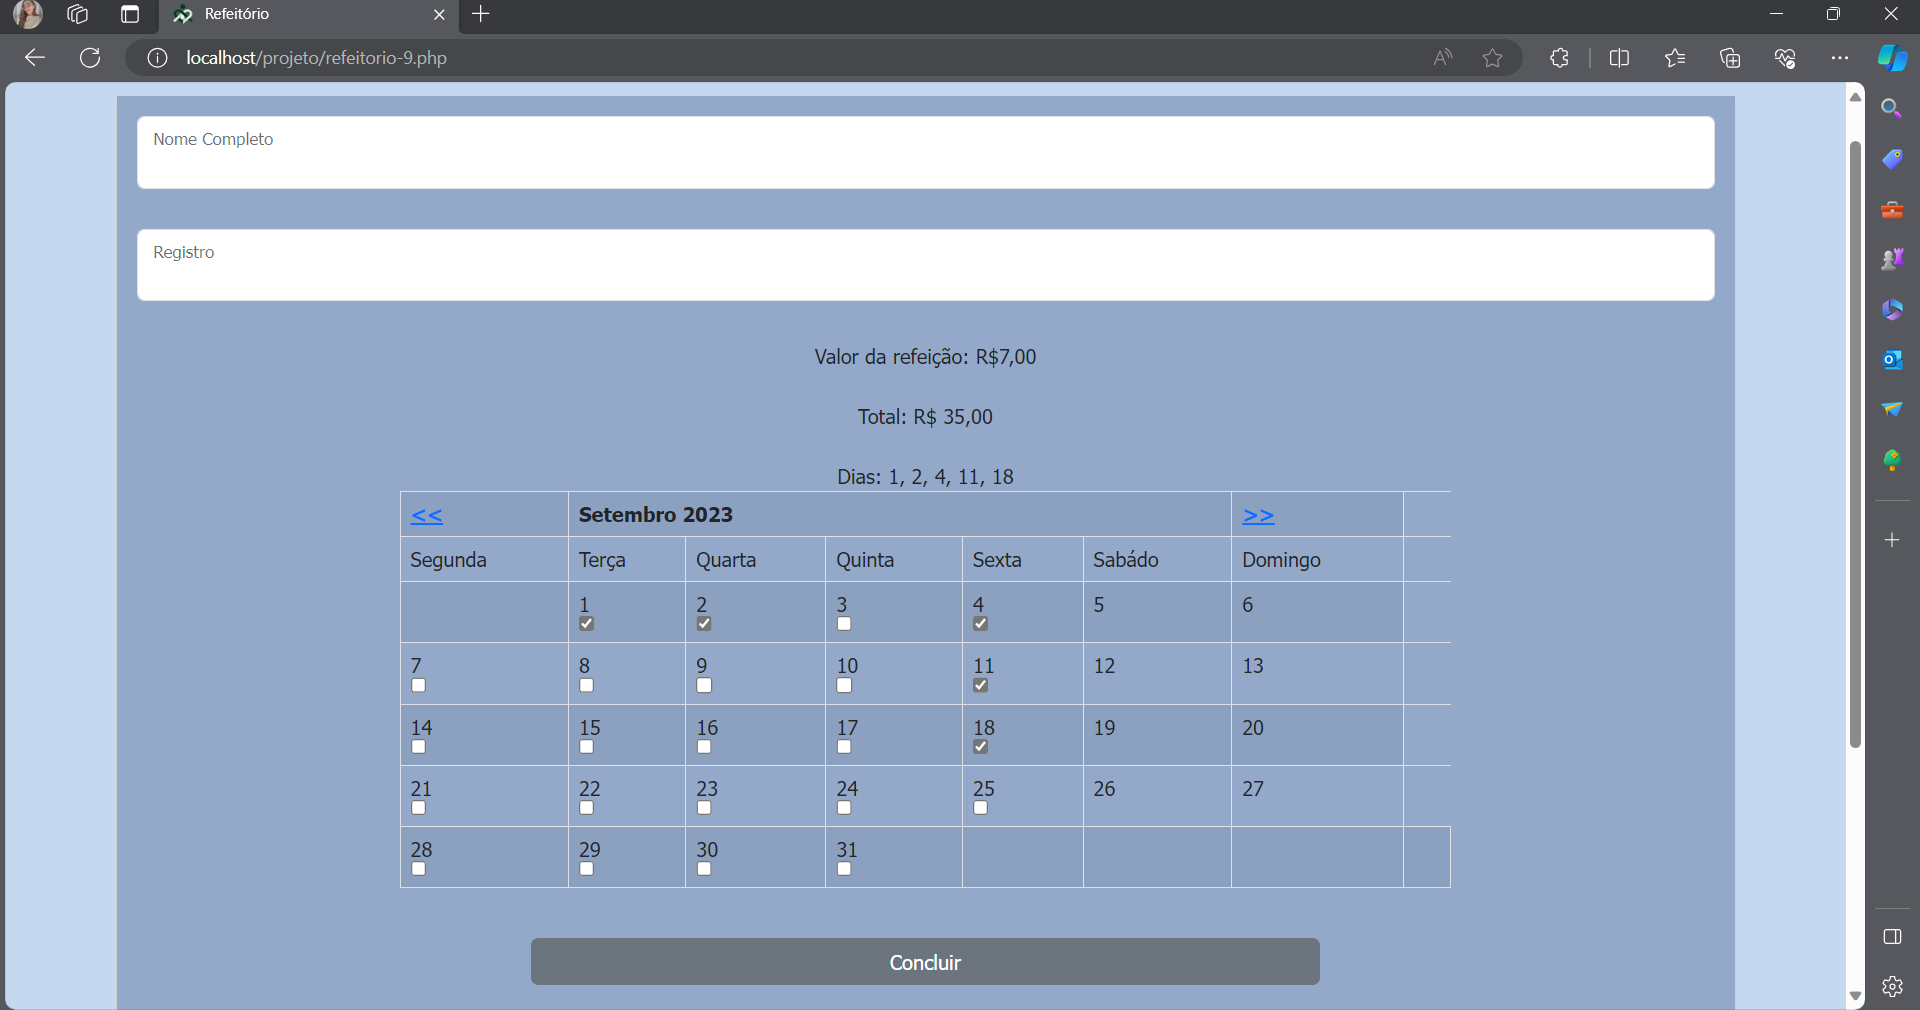 Refeitório
localhost/projeto/refeitorio-9.php
Nome Completo
Registro
Valor da refeição: R$7,00
Total: R$ 35,00
Dias: 1, 2, 4, 11, 18
<< Setembro 2023 >>
Segunda Terça Quarta Quinta Sexta Sabádo Domingo
1 2 3 4 5 6
7 8 9 10 11 12 13
14 15 16 17 18 19 20
21 22 23 24 25 26 27
28 29 30 31
Concluir